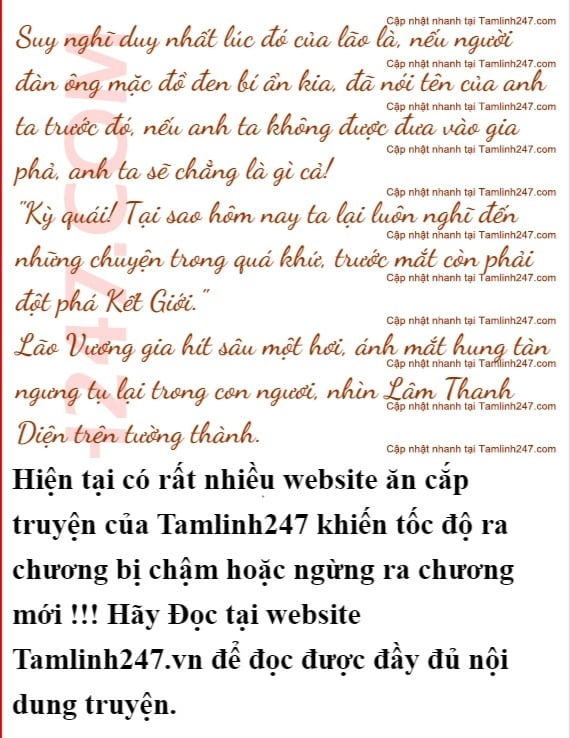 Cập nhật nhanh tại Tamlinh247.com
Suy nghĩ duy nhất lúc đó của lão là, nếu người
Cập nhật nhanh tại Tamlinh247.com
đàn ông mặc đồ đen bí ẩn kia, đã nói tên của anh
Cập nhật nhanh tại Tamlinh247.com
ta trước đó, nếu anh ta không được đưa vào gia
Cập nhật nhanh tại Tamlinh247.com
phả, anh ta sẽ chẳng là gì cả!
Cập nhật nhanh tại Tamlinh247.com
"Kỳ quái! Tại sao hôm nay ta lại luôn nghĩ đến
Cập nhật nhanh tại Tamlinh247.com
những chuyện trong quá khứ, trước mắt còn phải
Cập nhật nhanh tại Tamlinh247.com
đột phá Kết Giới."
Cập nhật nhanh tại Tamlinh247.com
Lão Vương gia hít sâu một hơi, ánh mắt hung tàn
Cập nhật nhanh tại Tamlinh247.com
ngưng tụ lại trong con ngươi, nhìn Lâm Thanh
Cập nhật nhanh tại Tamlinh247.com
Diện trên tường thành.
Cập nhật nhanh tại Tamlinh247.com
1247.COM
Hiện tại có rất nhiều website ăn cắp
truyện của Tamlinh247 khiến tốc độ ra
chương bị chậm hoặc ngừng ra chương
mới !!! Hãy Đọc tại website
Tamlinh247.vn để đọc được đầy đủ nội
dung truyện.